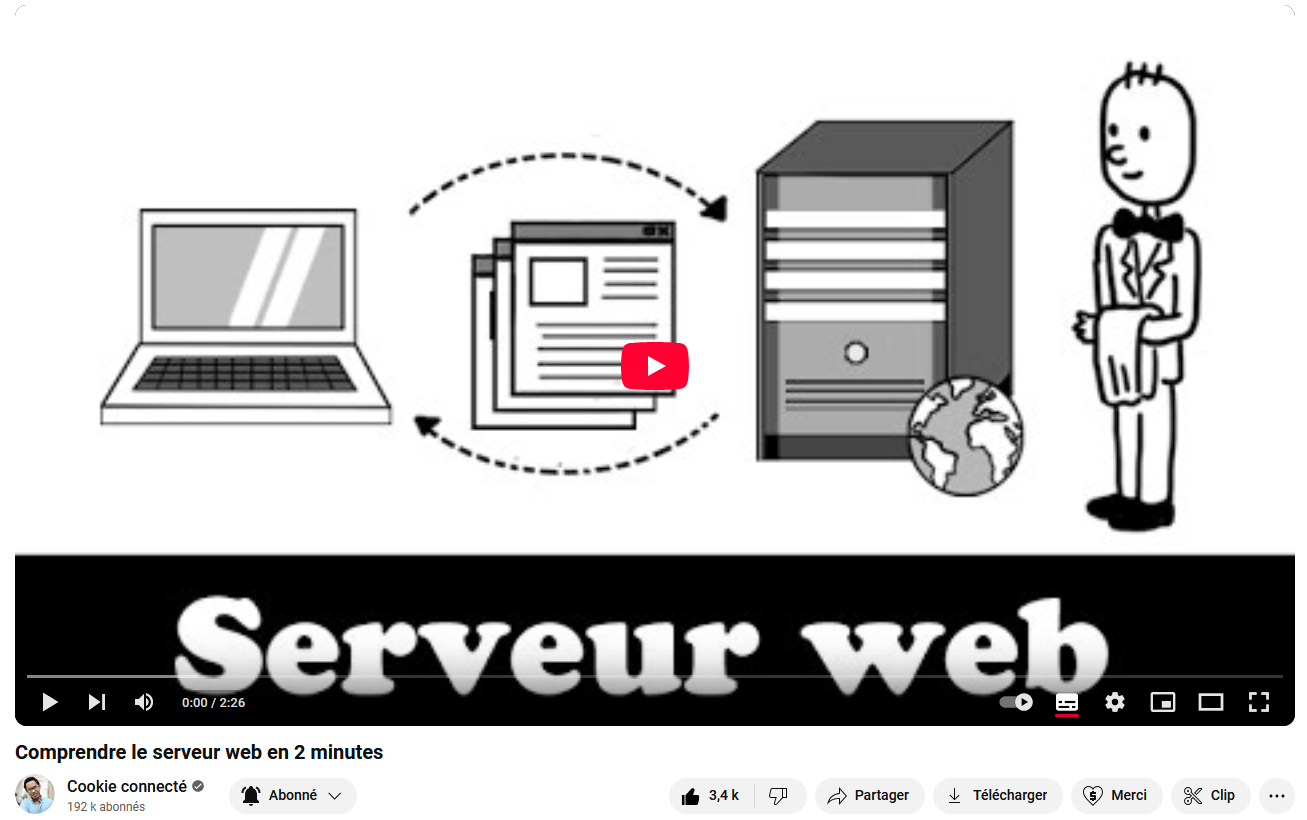 Serveur web
0:00 / 2:26
Comprendre le serveur web en 2 minutes
Cookie connecté
192 k abonnés
Abonné
3,4 k
Partager
Télécharger
Merci
Clip